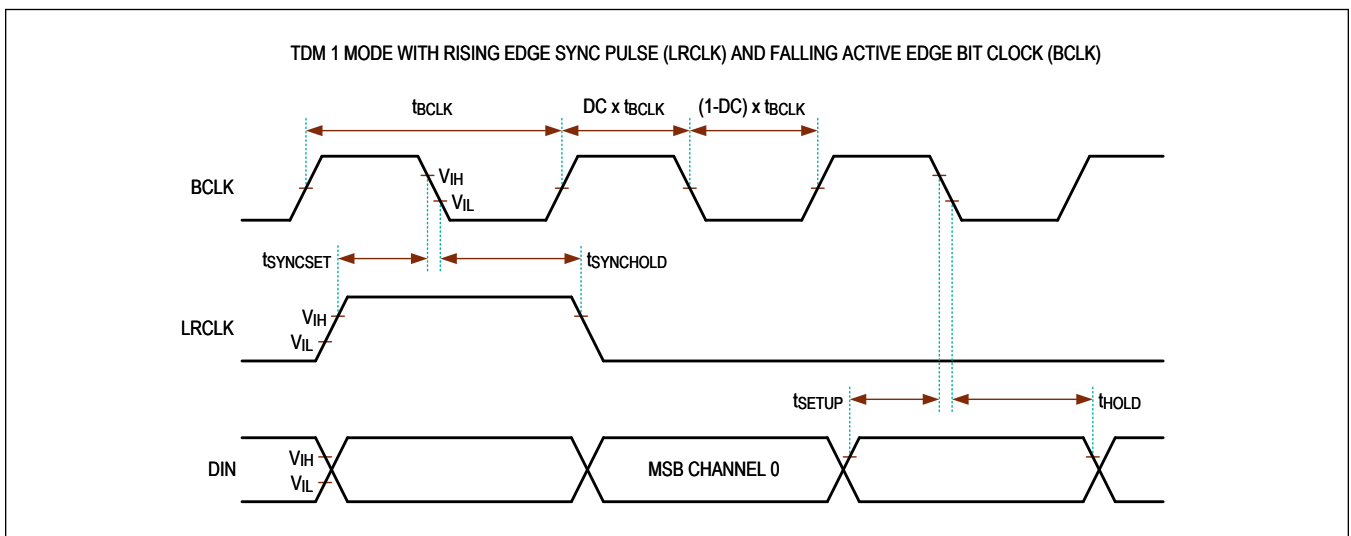 TDM 1 MODE WITH RISING EDGE SYNC PULSE (LRCLK) AND FALLING ACTIVE EDGE BIT CLOCK (BCLK)
tBCLK
DC x tBCLK
(1-DC) x tBCLK
BCLK
VIH
VIL
tSYNCSET
tSYNCHOLD
LRCLK
VIH
VIL
tSETUP
tHOLD
DIN
VIH
VIL
MSB CHANNEL 0